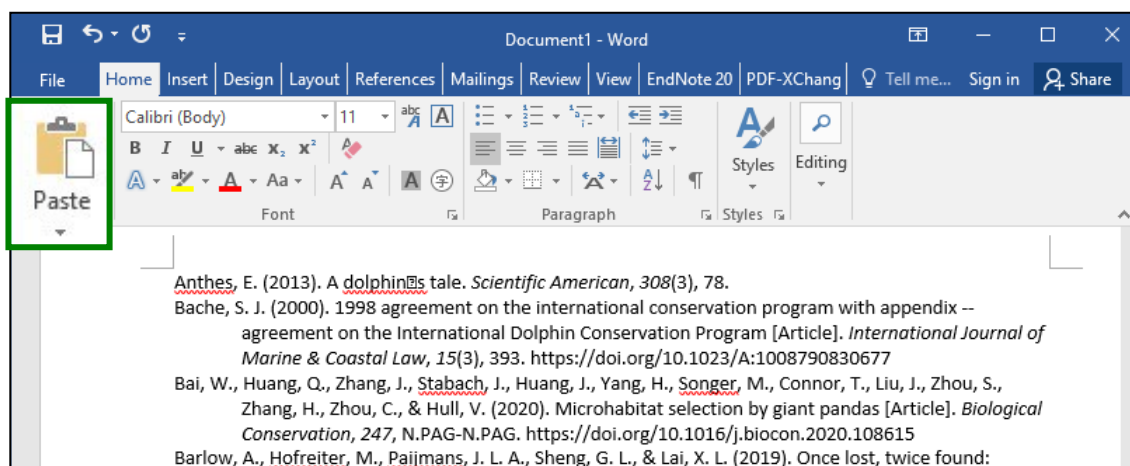 Document1 - Word
File Home Insert Design Layout References Mailings Review View EndNote 20 PDF-XChang Tell me... Sign in Share
Paste
Calibri (Body) 11
Styles
Editing
Font Paragraph Styles
Anthes, E. (2013). A dolphin⍰s tale. Scientific American, 308(3), 78.
Bache, S. J. (2000). 1998 agreement on the international conservation program with appendix --
agreement on the International Dolphin Conservation Program [Article]. International Journal of
Marine & Coastal Law, 15(3), 393. https://doi.org/10.1023/A:1008790830677
Bai, W., Huang, Q., Zhang, J., Stabach, J., Huang, J., Yang, H., Songer, M., Connor, T., Liu, J., Zhou, S.,
Zhang, H., Zhou, C., & Hull, V. (2020). Microhabitat selection by giant pandas [Article]. Biological
Conservation, 247, N.PAG-N.PAG. https://doi.org/10.1016/j.biocon.2020.108615
Barlow, A., Hofreiter, M., Paijmans, J. L. A., Sheng, G. L., & Lai, X. L. (2019). Once lost, twice found: